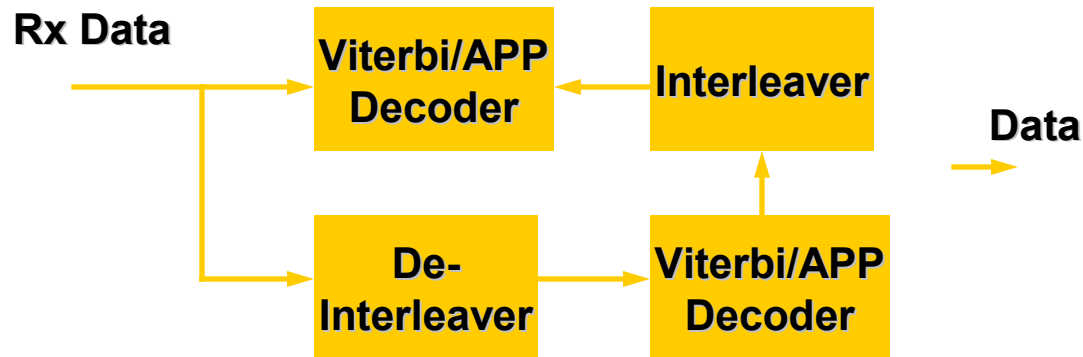 Rx Data
Viterbi/APP
Decoder
Interleaver
Data
De-
Interleaver
Viterbi/APP
Decoder